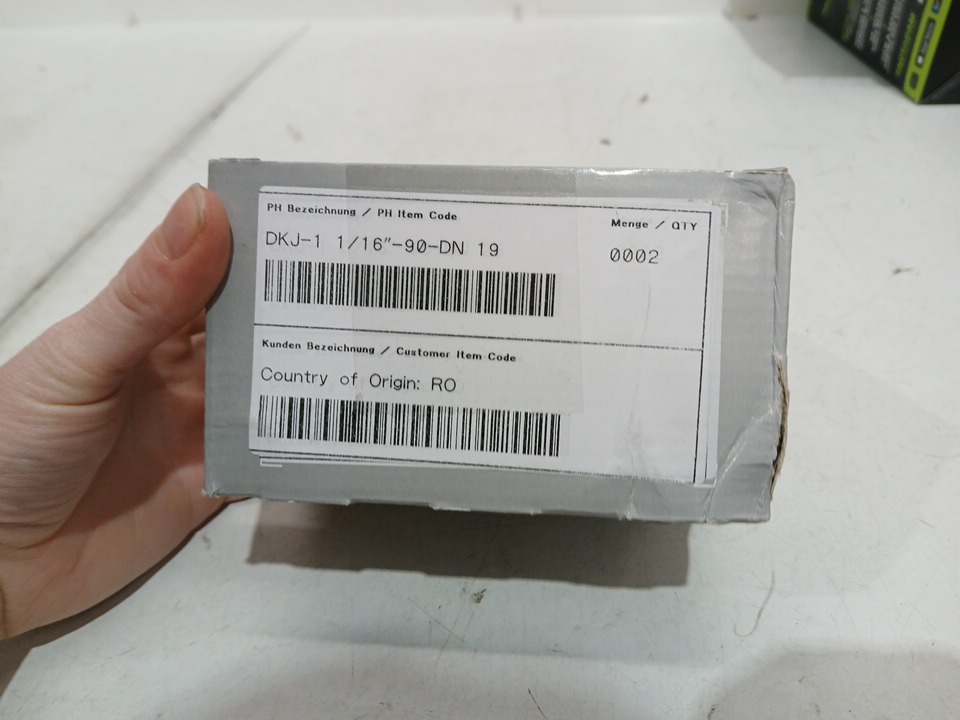 PH Bezeichnung / PH Item Code
Menge / QTY
DKJ-1 1/16"-90-DN 19
0002
Kunden Bezeichnung / Customer Item Code
Country of Origin: RO